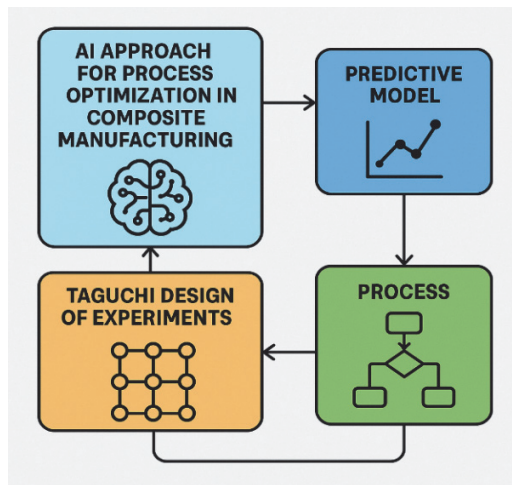 AI APPROACH
FOR PROCESS
OPTIMIZATION IN
COMPOSITE
MANUFACTURING
PREDICTIVE
MODEL
TAGUCHI DESIGN
OF EXPERIMENTS
PROCESS